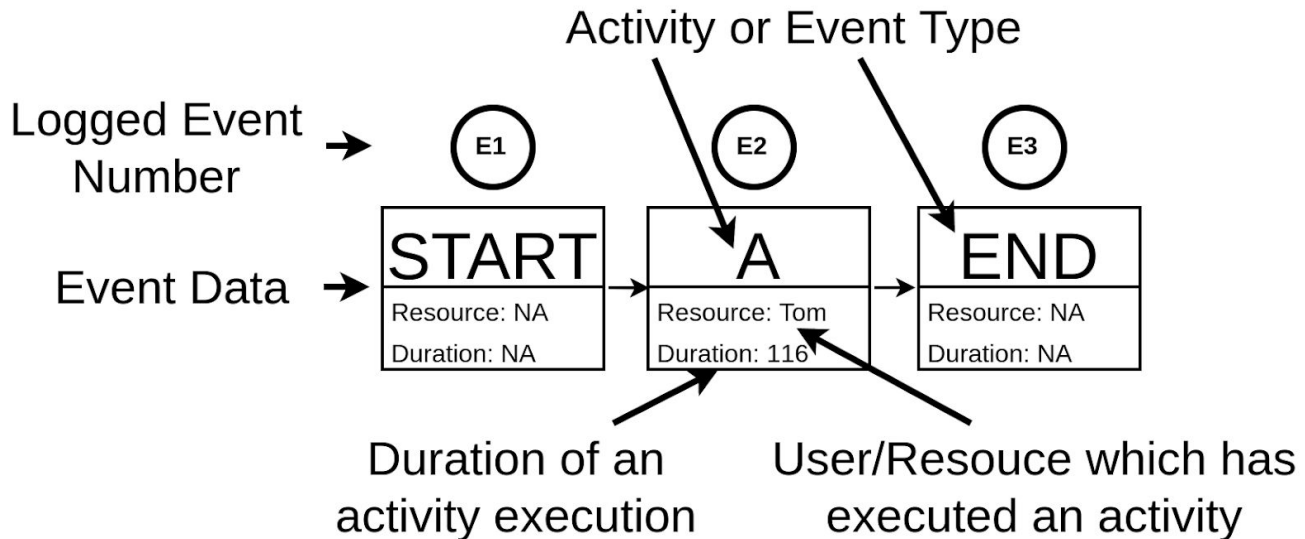 Activity or Event Type
Logged Event
Number
E1
E2
E3
Event Data
START
A
END
Resource: NA
Resource: Tom
Resource: NA
Duration: NA
Duration: 116
Duration: NA
Duration of an
activity execution
User/Resouce which has
executed an activity